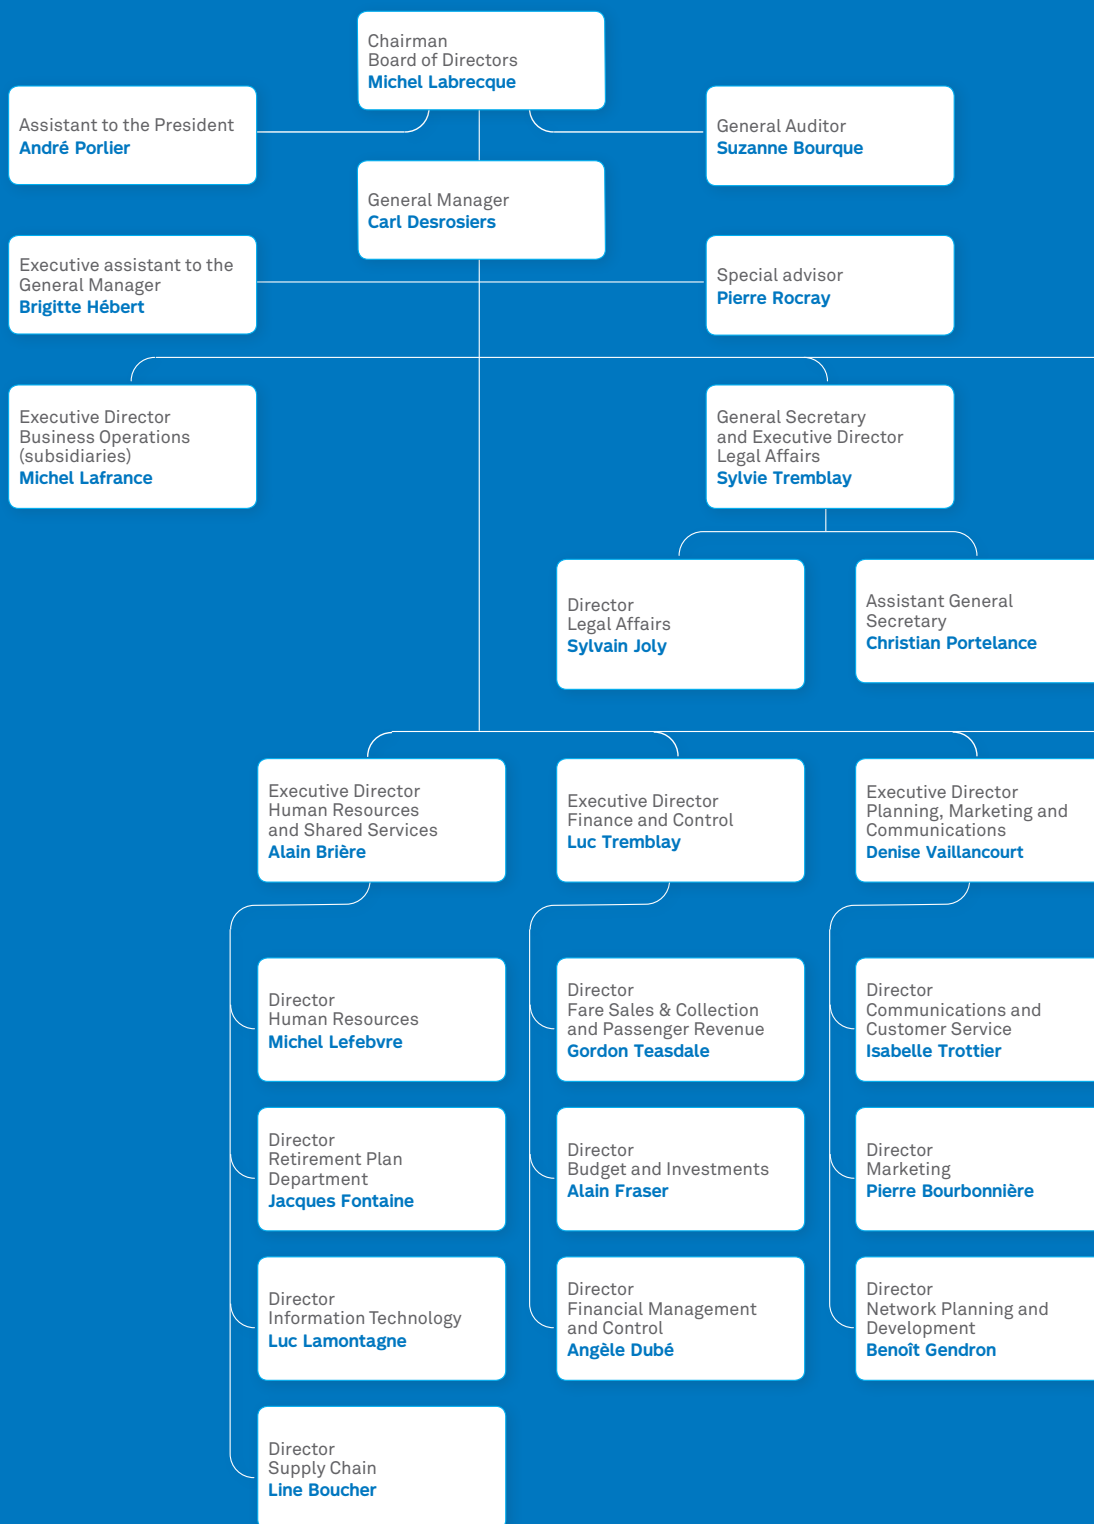 Chairman
Board of Directors
Michel Labrecque
Assistant to the President
André Porlier
General Auditor
Suzanne Bourque
General Manager
Carl Desrosiers
Executive assistant to the
General Manager
Brigitte Hébert
Special advisor
Pierre Rocray
Executive Director
Business Operations
(subsidiaries)
Michel Lafrance
General Secretary
and Executive Director
Legal Affairs
Sylvie Tremblay
Director
Legal Affairs
Sylvain Joly
Assistant General
Secretary
Christian Portelance
Executive Director
Human Resources
and Shared Services
Alain Brière
Executive Director
Finance and Control
Luc Tremblay
Executive Director
Planning, Marketing and
Communications
Denise Vaillancourt
Director
Human Resources
Michel Lefebvre
Director
Fare Sales & Collection
and Passenger Revenue
Gordon Teasdale
Director
Communications and
Customer Service
Isabelle Trottier
Director
Retirement Plan
Department
Jacques Fontaine
Director
Budget and Investments
Alain Fraser
Director
Marketing
Pierre Bourbonnière
Director
Information Technology
Luc Lamontagne
Director
Financial Management
and Control
Angèle Dubé
Director
Network Planning and
Development
Benoît Gendron
Director
Supply Chain
Line Boucher